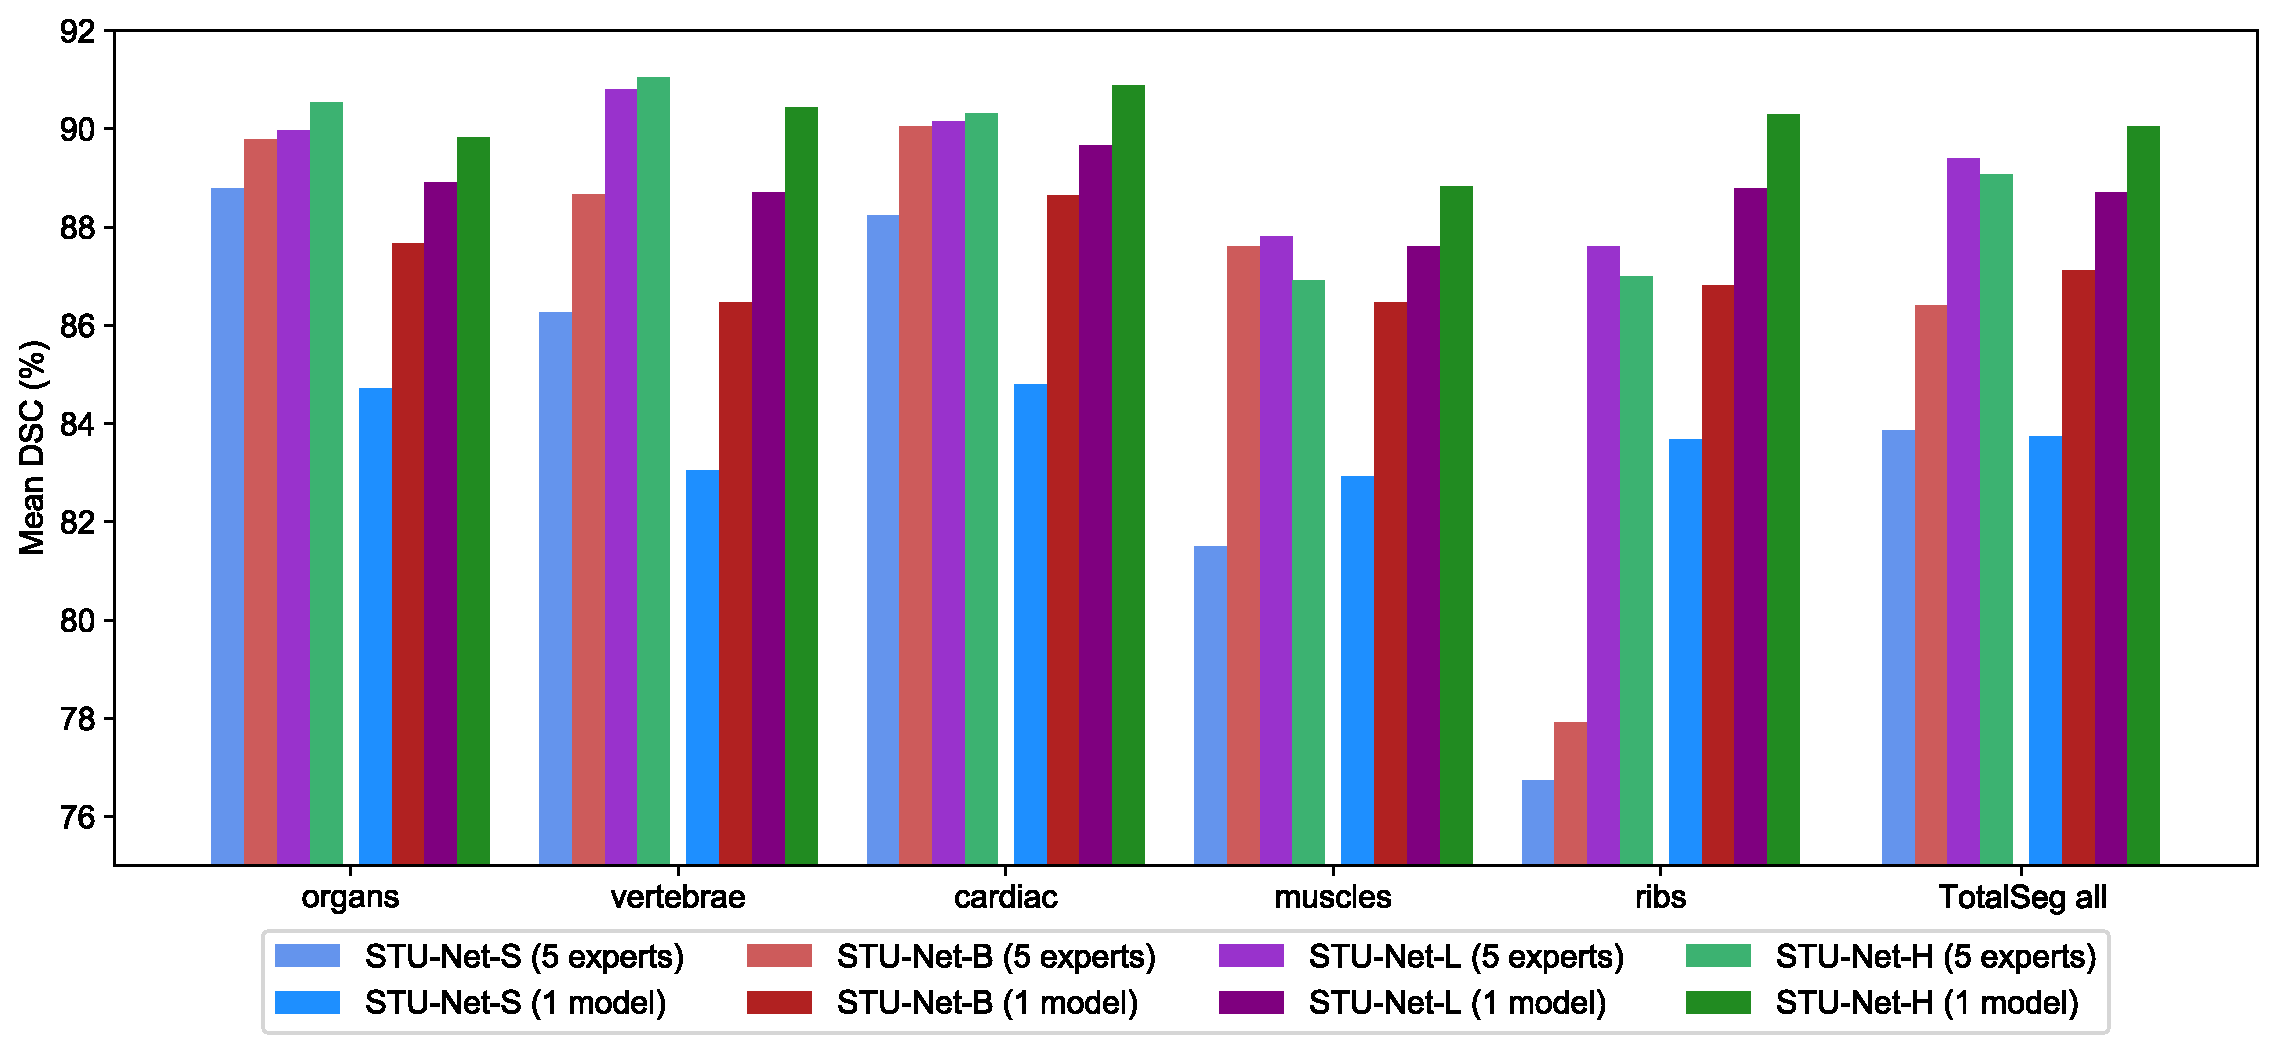 92
90
88
86
84
82
80
78
76
Mean DSC (%)
organs vertebrae cardiac muscles ribs TotalSeg all
STU-Net-S (5 experts) STU-Net-B (5 experts) STU-Net-L (5 experts) STU-Net-H (5 experts)
STU-Net-S (1 model) STU-Net-B (1 model) STU-Net-L (1 model) STU-Net-H (1 model)